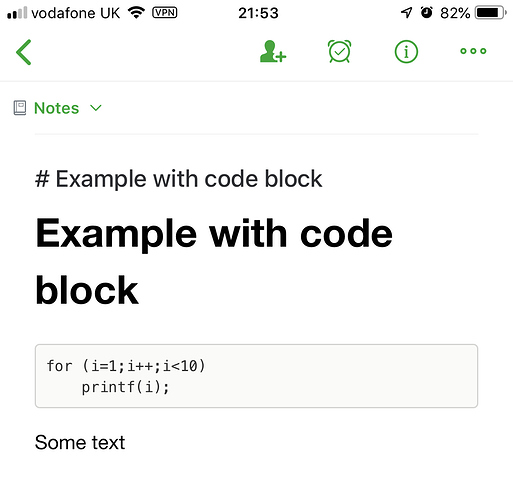 vodafone UK VPN 21:53 82%
Notes
# Example with code block
Example with code
block
for (i=1;i++;i<10)
    printf(i);
Some text